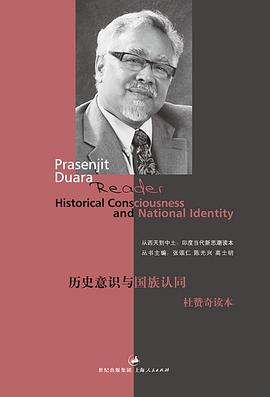 Prasenjit
Duara
Reader
Historical Consciousness
and National Identity
从西天到中土：印度当代新思潮读本
丛书主编：张颂仁 陈光兴 高士明
历史意识与国族认同
杜赞奇读本
世纪出版集团 上海人民出版社